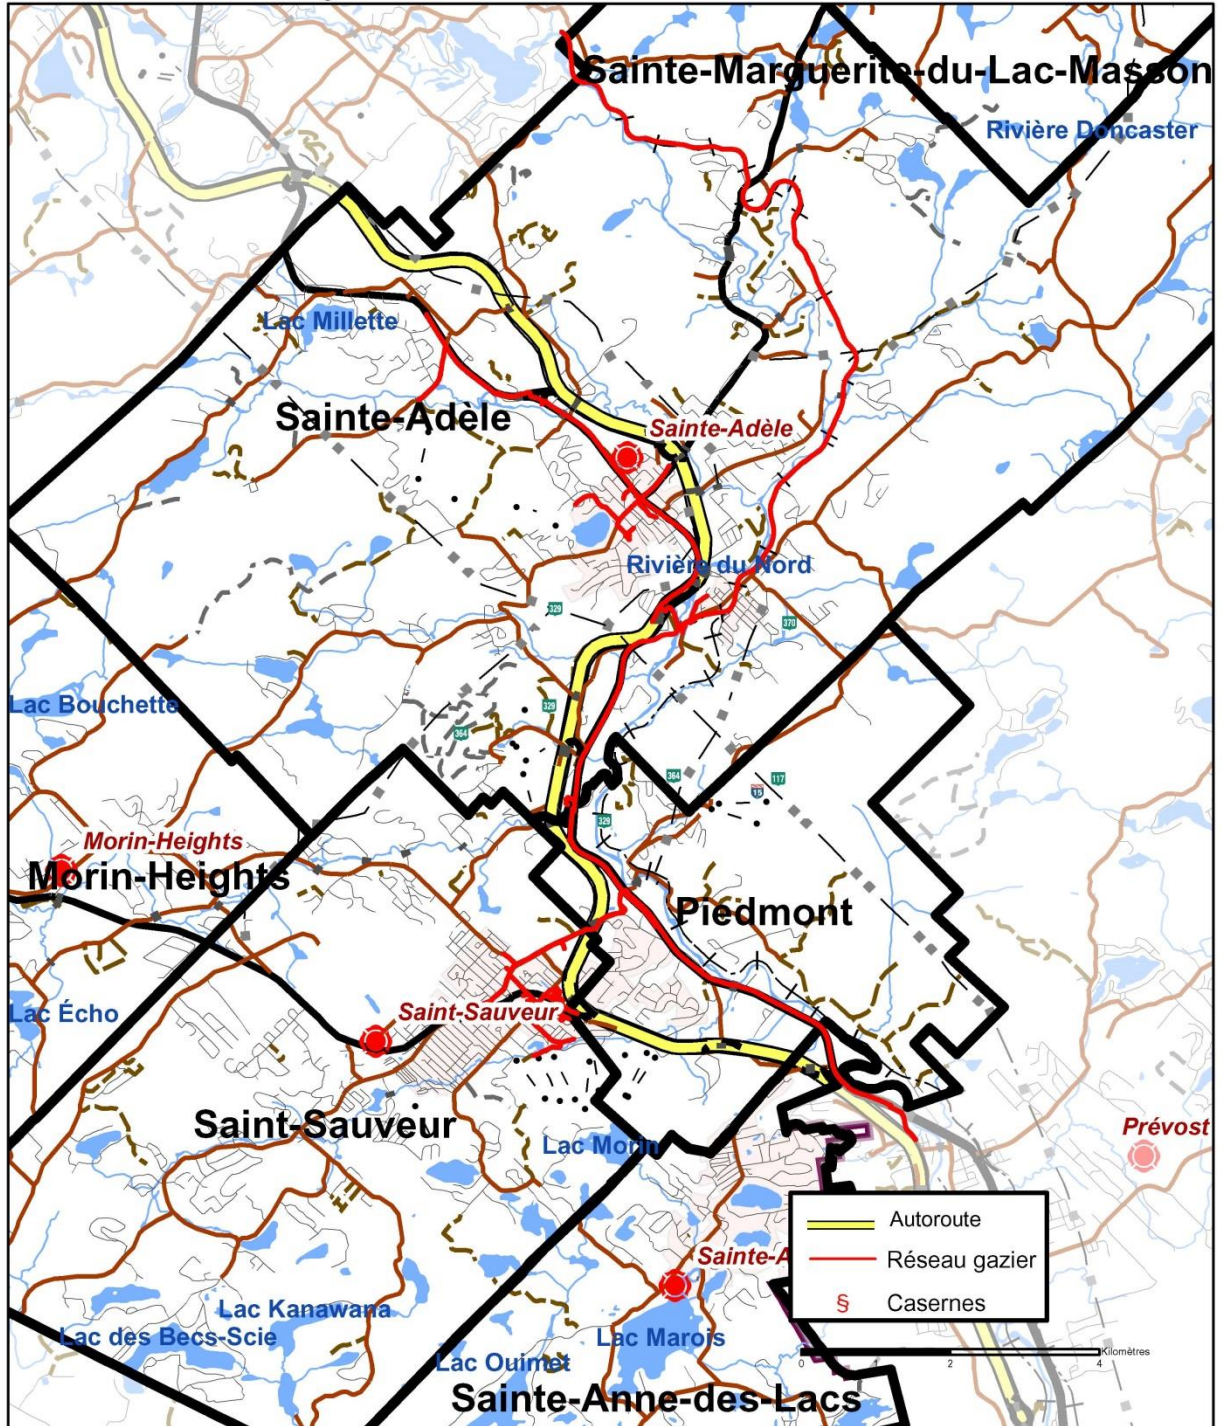 Sainte-Marguerite-du-Lac-Masson
Rivière Doncaster
Lac Millette
Sainte-Adèle
Sainte-Adèle
Rivière du Nord
329
370
Lac Bouchette
329
364
364
117
15
329
Morin-Heights
Morin-Heights
Piedmont
Lac Écho
Saint-Sauveur
Saint-Sauveur
Lac Morin
Prévost
Autoroute
Sainte-A
Réseau gazier
§ Casernes
Lac Kanawana
Lac des Becs-Scie
Lac Marois
Lac Ouimet
Kilomètres
0 1 2 4
Sainte-Anne-des-Lacs